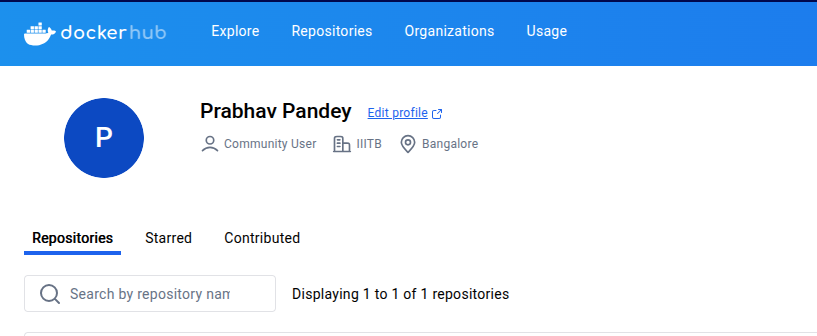 dockerhub Explore Repositories Organizations Usage
P
Prabhav Pandey Edit profile
Community User IIITB Bangalore
Repositories Starred Contributed
Search by repository nam Displaying 1 to 1 of 1 repositories